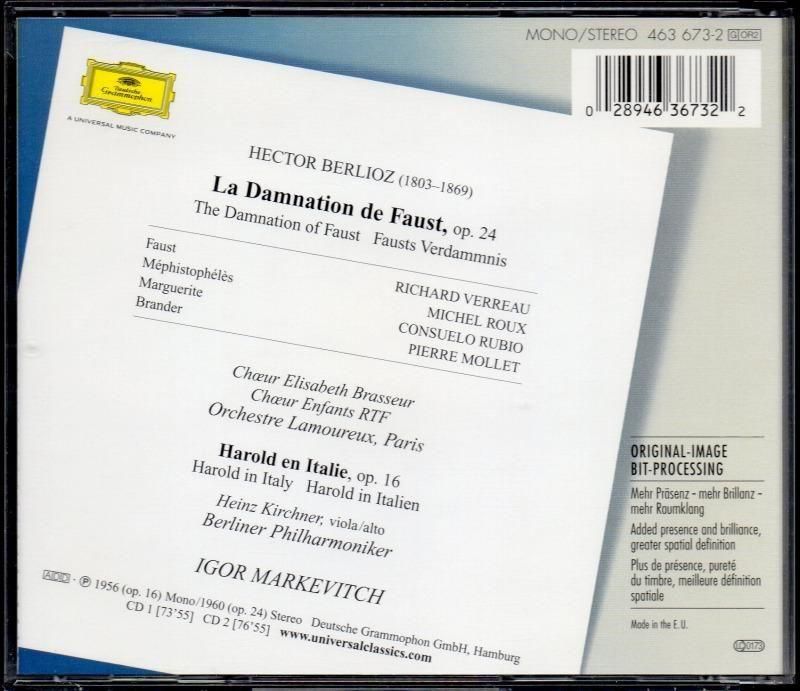 MONO/STEREO 463 673-2 G OR2
0 28946 36732 2
Deutsche
Grammophon
A UNIVERSAL MUSIC COMPANY
HECTOR BERLIOZ (1803–1869)
La Damnation de Faust, op. 24
The Damnation of Faust Fausts Verdammnis
Faust RICHARD VERREAU
Méphistophélès MICHEL ROUX
Marguerite CONSUELO RUBIO
Brander PIERRE MOLLET
Chœur Elisabeth Brasseur
Chœur Enfants RTF
Orchestre Lamoureux, Paris
Harold en Italie, op. 16
Harold in Italy Harold in Italien
Heinz Kirchner, viola/alto
Berliner Philharmoniker
IGOR MARKEVITCH
ADD · ℗ 1956 (op. 16) Mono/1960 (op. 24) Stereo Deutsche Grammophon GmbH, Hamburg
CD 1 [73'55] CD 2 [76'55] www.universalclassics.com
ORIGINAL-IMAGE
BIT-PROCESSING
Mehr Präsenz - mehr Brillanz -
mehr Raumklang
Added presence and brilliance,
greater spatial definition
Plus de présence, pureté
du timbre, meilleure définition
spatiale
Made in the E. U.
LC 0173